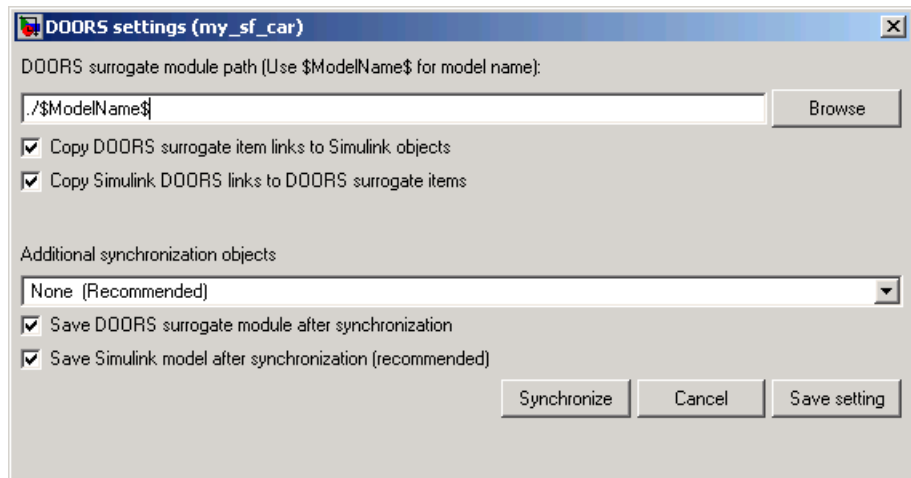 DOORS settings (my_sf_car)
DOORS surrogate module path (Use $ModelName$ for model name):
./$ModelName$
Browse
Copy DOORS surrogate item links to Simulink objects
Copy Simulink DOORS links to DOORS surrogate items
Additional synchronization objects
None (Recommended)
Save DOORS surrogate module after synchronization
Save Simulink model after synchronization (recommended)
Synchronize Cancel Save setting